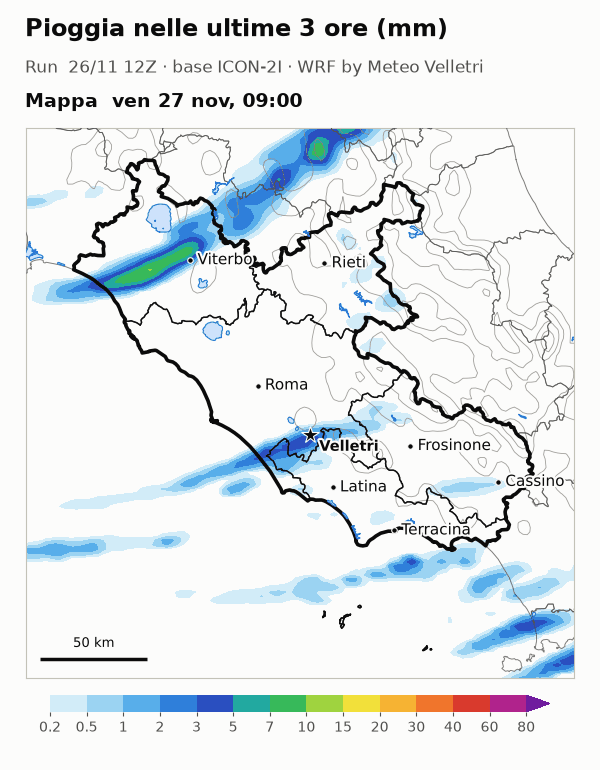 Pioggia nelle ultime 3 ore (mm)
Run 26/11 12Z · base ICON-2I · WRF by Meteo Velletri
Mappa ven 27 nov, 09:00
Viterbo
Rieti
Roma
Velletri
Frosinone
Latina
Cassino
Terracina
50 km
0.2 0.5 1 2 3 5 7 10 15 20 30 40 60 80